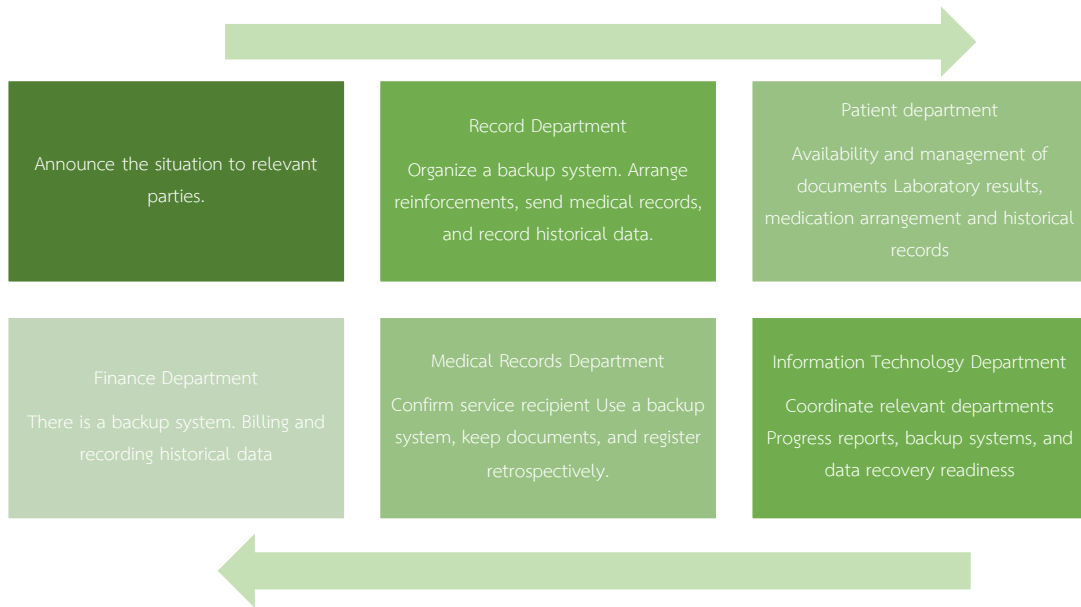 Announce the situation to relevant
parties.
Record Department
Organize a backup system. Arrange
reinforcements, send medical records,
and record historical data.
Patient department
Availability and management of
documents Laboratory results,
medication arrangement and historical
records
Finance Department
There is a backup system. Billing and
recording historical data
Medical Records Department
Confirm service recipient Use a backup
system, keep documents, and register
retrospectively.
Information Technology Department
Coordinate relevant departments
Progress reports, backup systems, and
data recovery readiness